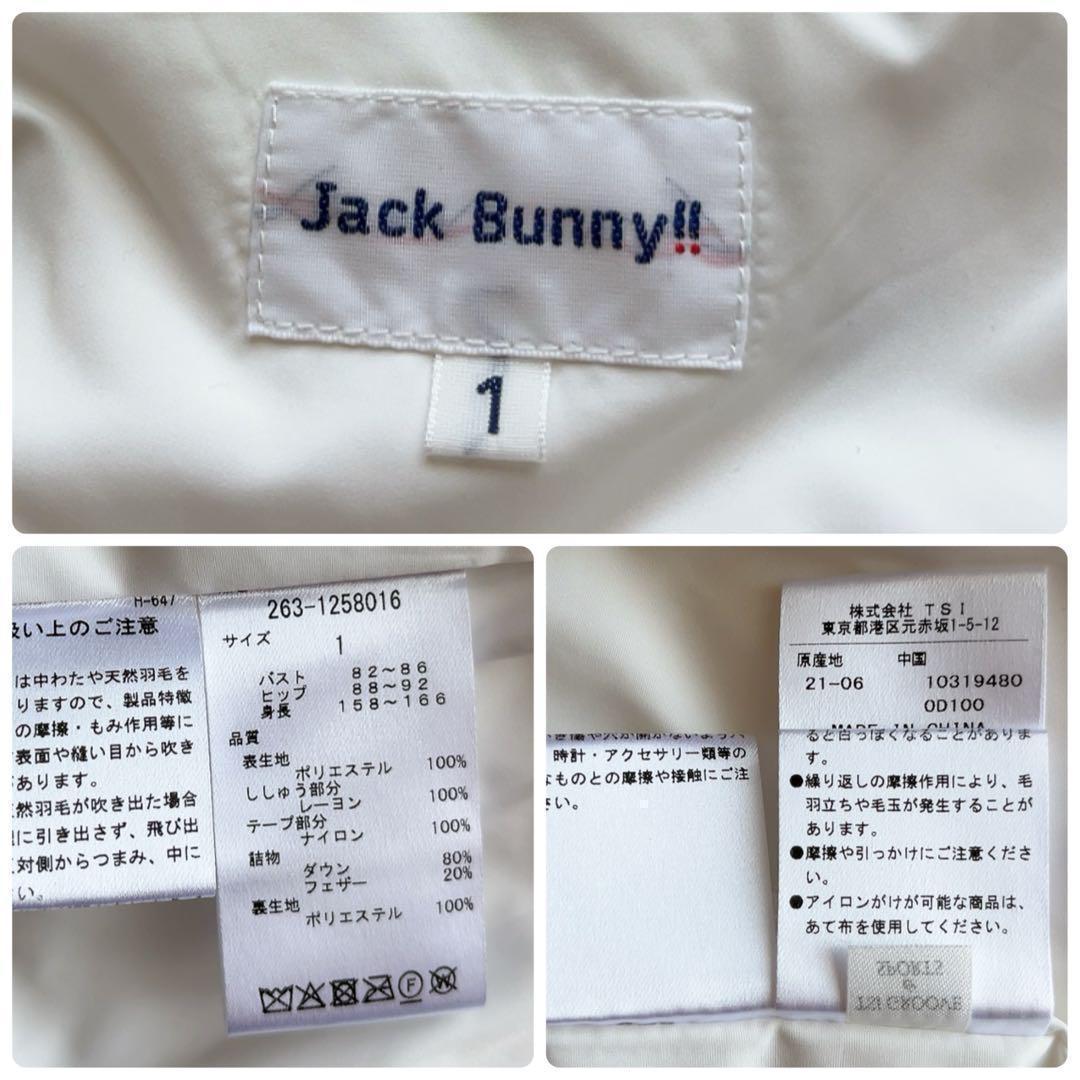 Jack Bunny!!
1
H-647
扱い上のご注意
は中わたや天然羽毛を
りますので、製品特徴
の摩擦・もみ作用等に
表面や縫い目から吹き
があります。
然羽毛が吹き出た場合
に引き出さず、飛び出
対側からつまみ、中に
い。
263-1258016
サイズ
1
バスト 82～86
ヒップ 88～92
身長 158～166
品質
表生地
ポリエステル 100%
ししゅう部分
レーヨン 100%
テープ部分
ナイロン 100%
詰物
ダウン 80%
フェザー 20%
裏生地
ポリエステル 100%
F
W
株式会社 TSI
東京都港区元赤坂1-5-12
原産地 中国
21-06 10319480
0D100
MADE IN CHINA
時計・アクセサリー類等の
なものとの摩擦や接触にご注
さい。
ると白っぽくなることがありま
す。
●繰り返しの摩擦作用により、毛
羽立ちや毛玉が発生することが
あります。
●摩擦や引っかけにご注意くださ
い。
●アイロンがけが可能な商品は、
あて布を使用してください。
TSI GROOVE
&
SPORTS